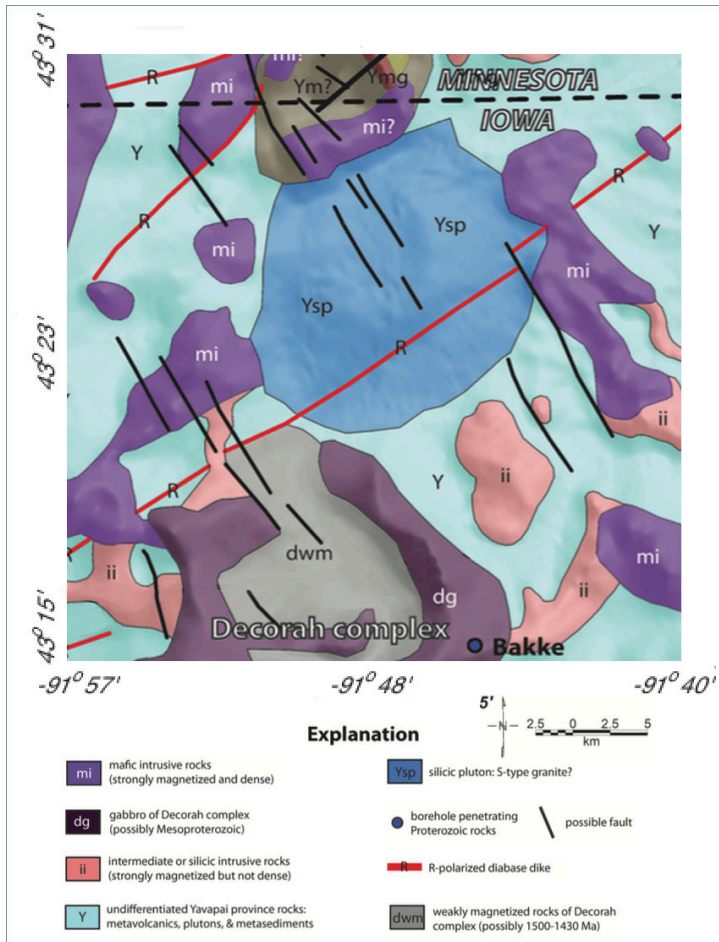 43° 31'
R
mi
mi?
Ym?
Ymg
MINNESOTA
IOWA
mi?
Y
R
R
mi
Ysp
Y
mi
Ysp
43° 23'
mi
R
ii
R
Y
ii
R
dwm
ii
mi
ii
dg
43° 15'
Decorah complex
Bakke
-91° 57'
-91° 48'
-91° 40'
5'
N
Explanation
2.5 0 2.5 5
km
mi mafic intrusive rocks
(strongly magnetized and dense)
Ysp silicic pluton: S-type granite?
dg gabbro of Decorah complex
(possibly Mesoproterozoic)
borehole penetrating
Proterozoic rocks
possible fault
ii intermediate or silicic intrusive rocks
(strongly magnetized but not dense)
R R-polarized diabase dike
Y undifferentiated Yavapai province rocks:
metavolcanics, plutons, & metasediments
dwm weakly magnetized rocks of Decorah
complex (possibly 1500-1430 Ma)